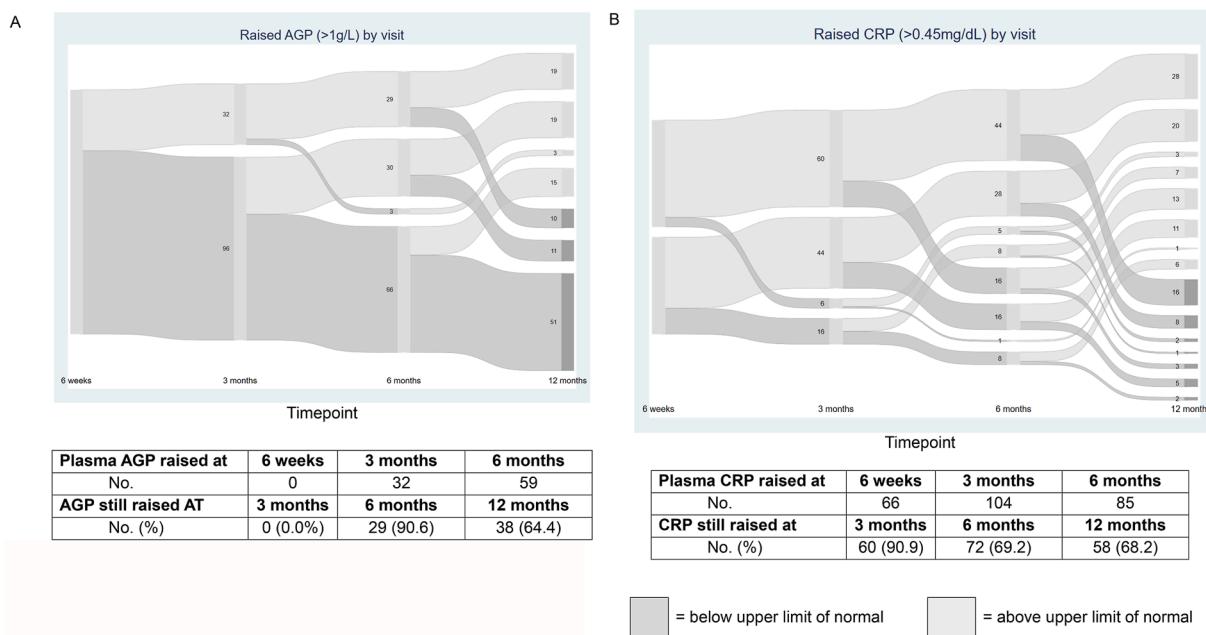 A
Raised AGP (>1g/L) by visit
19
29
19
32
30
3
15
3
10
96
11
66
51
6 weeks
3 months
6 months
12 months
Timepoint
Plasma AGP raised at 6 weeks 3 months 6 months
No. 0 32 59
AGP still raised AT 3 months 6 months 12 months
No. (%) 0 (0.0%) 29 (90.6) 38 (64.4)
B
Raised CRP (>0.45mg/dL) by visit
28
44
20
60
3
7
28
13
5
11
44
8
1
6
16
16
6
16
8
16
1
2
1
8
3
5
2
6 weeks
3 months
6 months
12 month
Timepoint
Plasma CRP raised at 6 weeks 3 months 6 months
No. 66 104 85
CRP still raised at 3 months 6 months 12 months
No. (%) 60 (90.9) 72 (69.2) 58 (68.2)
= below upper limit of normal
= above upper limit of normal